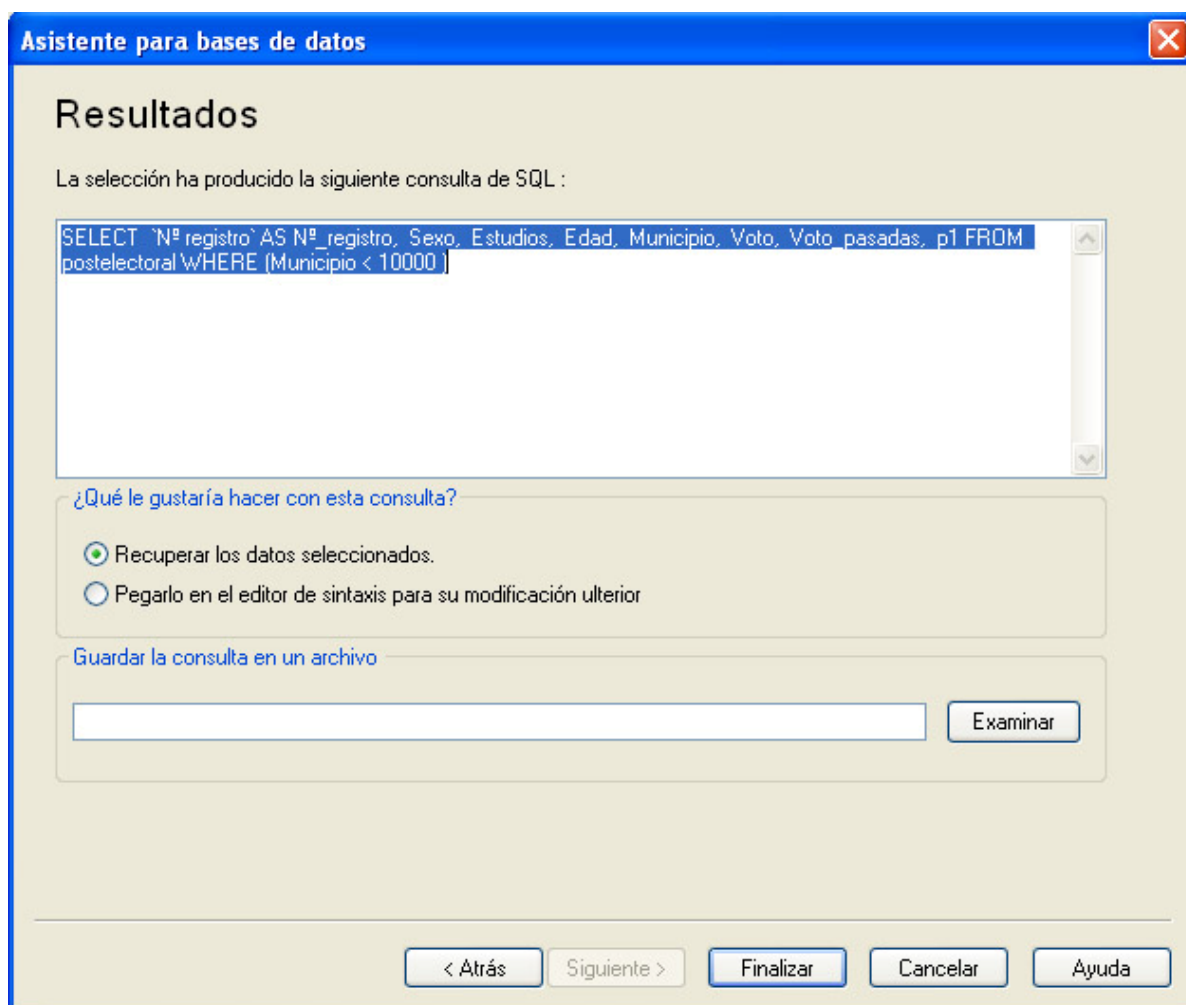 Asistente para bases de datos
Resultados
La selección ha producido la siguiente consulta de SQL :
SELECT `Nº registro` AS Nº_registro, Sexo, Estudios, Edad, Municipio, Voto, Voto_pasadas, p1 FROM
postelectoral WHERE (Municipio < 10000 )
¿Qué le gustaría hacer con esta consulta?
Recuperar los datos seleccionados.
Pegarlo en el editor de sintaxis para su modificación ulterior
Guardar la consulta en un archivo
Examinar
< Atrás Siguiente > Finalizar Cancelar Ayuda